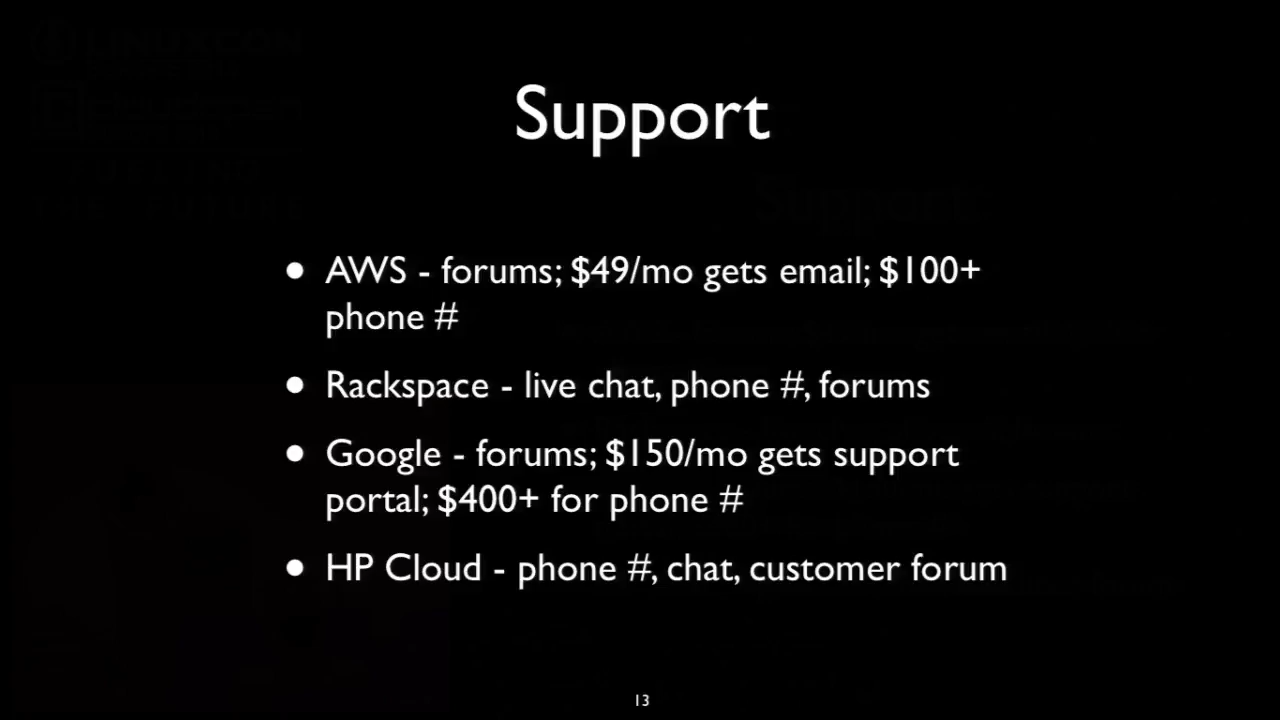 Support
• AWS - forums; $49/mo gets email; $100+
phone #
• Rackspace - live chat, phone #, forums
• Google - forums; $150/mo gets support
portal; $400+ for phone #
• HP Cloud - phone #, chat, customer forum
13